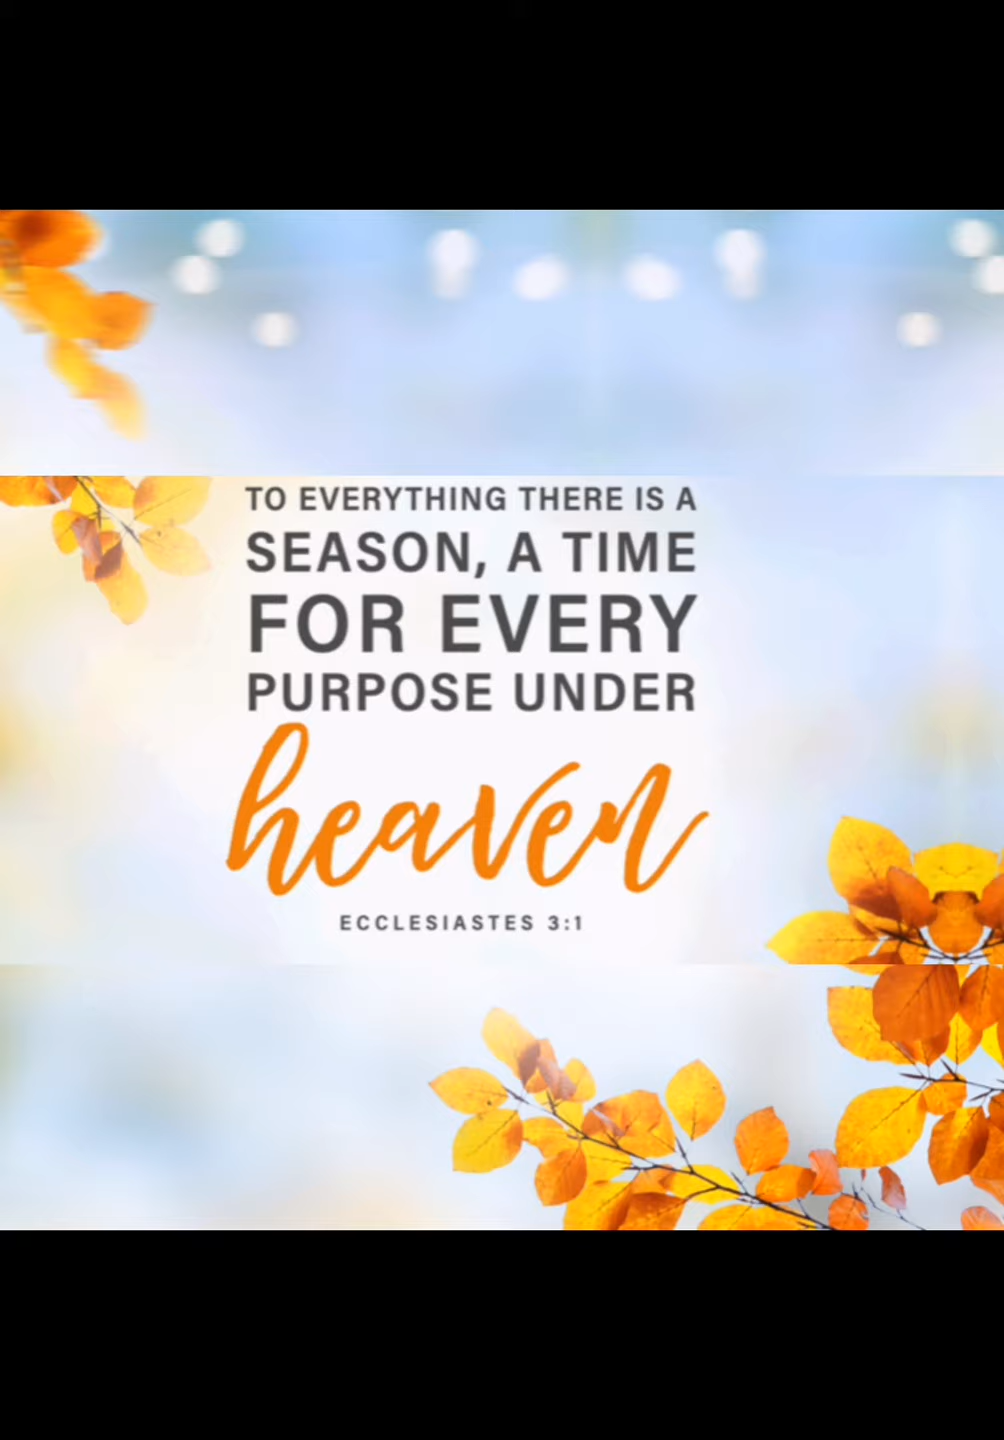 TO EVERYTHING THERE IS A
SEASON, A TIME
FOR EVERY
PURPOSE UNDER
heaven
ECCLESIASTES 3:1